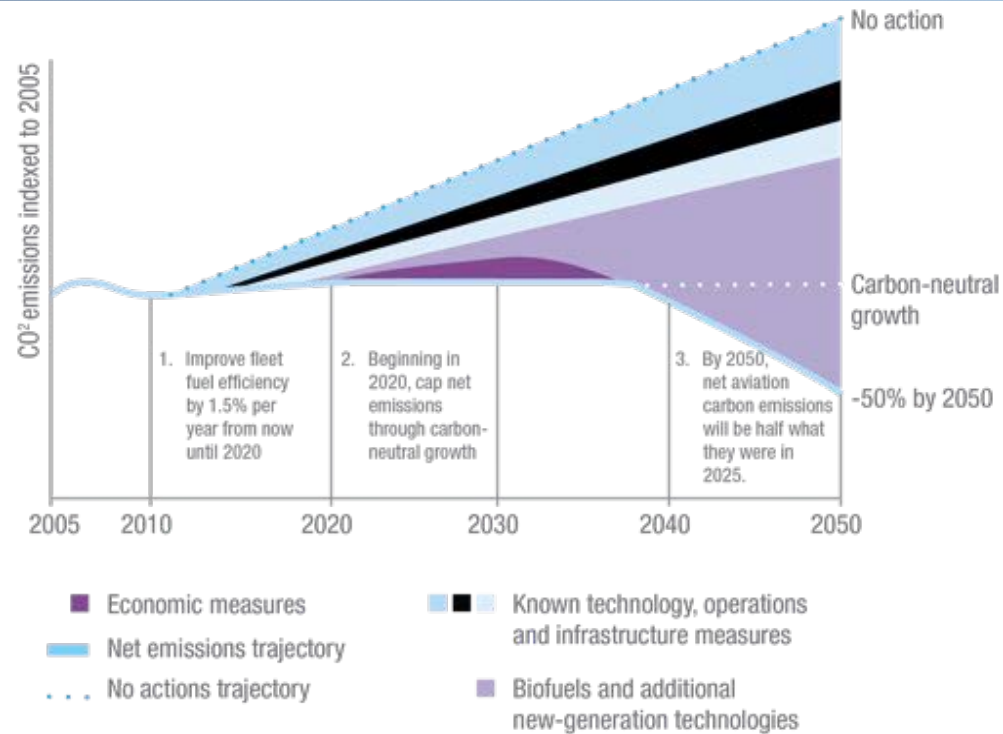 No action
CO² emissions indexed to 2005
Carbon-neutral
growth
1. Improve fleet
fuel efficiency
by 1.5% per
year from now
until 2020
2. Beginning in
2020, cap net
emissions
through carbon-
neutral growth
3. By 2050,
net aviation
carbon emissions
will be half what
they were in
2025.
-50% by 2050
2005 2010 2020 2030 2040 2050
Economic measures
Net emissions trajectory
No actions trajectory
Known technology, operations
and infrastructure measures
Biofuels and additional
new-generation technologies